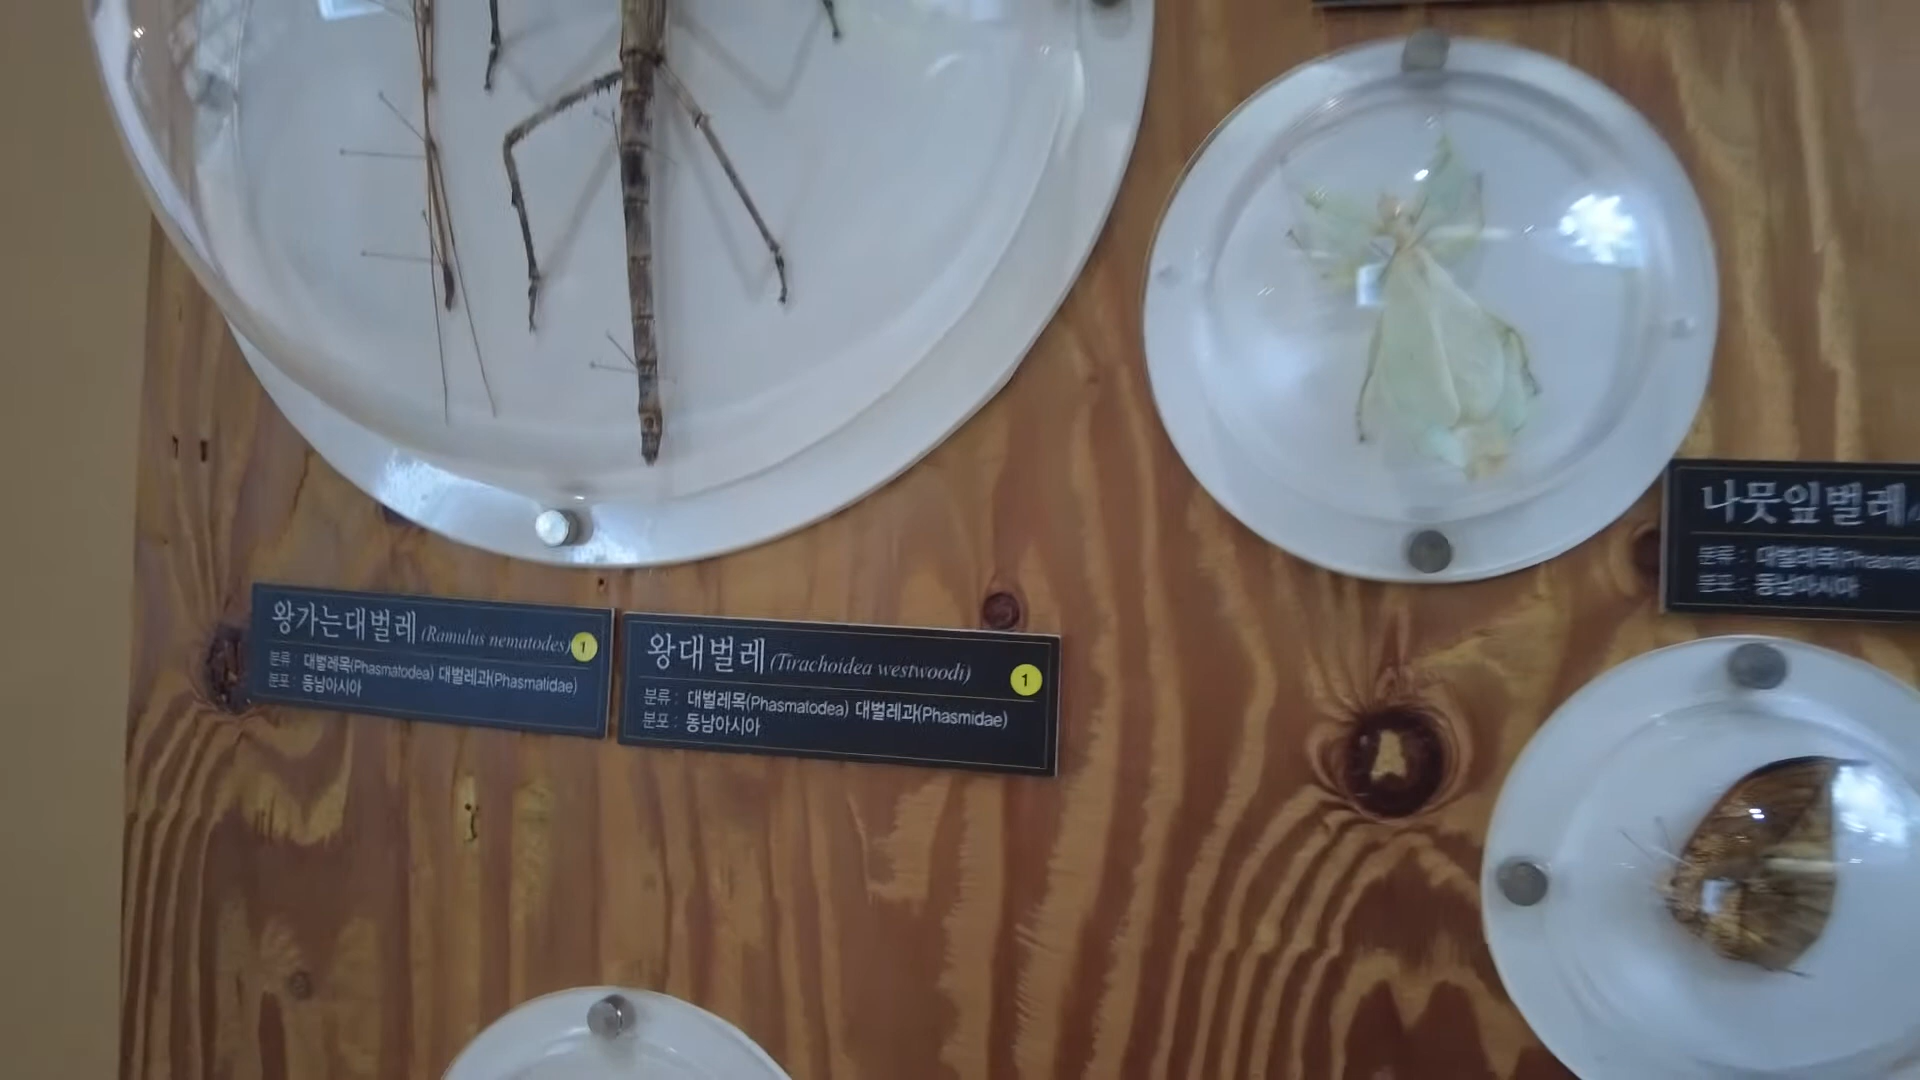 왕가는대벌레 (Ramulus nematodes) 1
분류 : 대벌레목(Phasmatodea) 대벌레과(Phasmatidae)
분포 : 동남아시아
왕대벌레 (Tirachoidea westwoodi) 1
분류 : 대벌레목(Phasmatodea) 대벌레과(Phasmidae)
분포 : 동남아시아
나뭇잎벌레
분류 : 대벌레목(Phasmat
분포 : 동남아시아